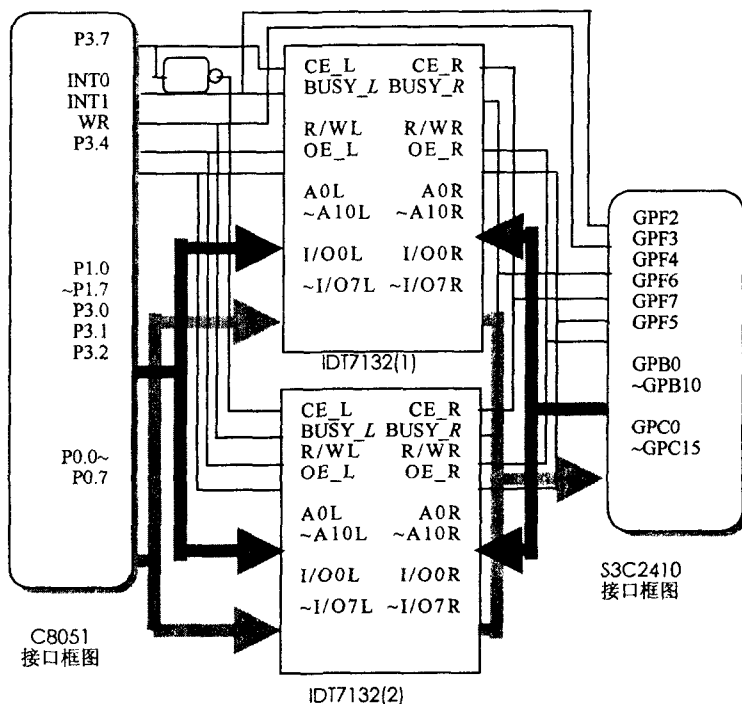 P3.7
INT0
INT1
WR
P3.4
P1.0
~P1.7
P3.0
P3.1
P3.2
P0.0~
P0.7
C8051
接口框图
CE_L CE_R
BUSY_L BUSY_R
R/WL R/WR
OE_L OE_R
A0L A0R
~A10L ~A10R
I/O0L I/O0R
~I/O7L ~I/O7R
IDT7132(1)
CE_L CE_R
BUSY_L BUSY_R
R/WL R/WR
OE_L OE_R
A0L A0R
~A10L ~A10R
I/O0L I/O0R
~I/O7L ~I/O7R
IDT7132(2)
GPF2
GPF3
GPF4
GPF6
GPF7
GPF5
GPB0
~GPB10
GPC0
~GPC15
S3C2410
接口框图